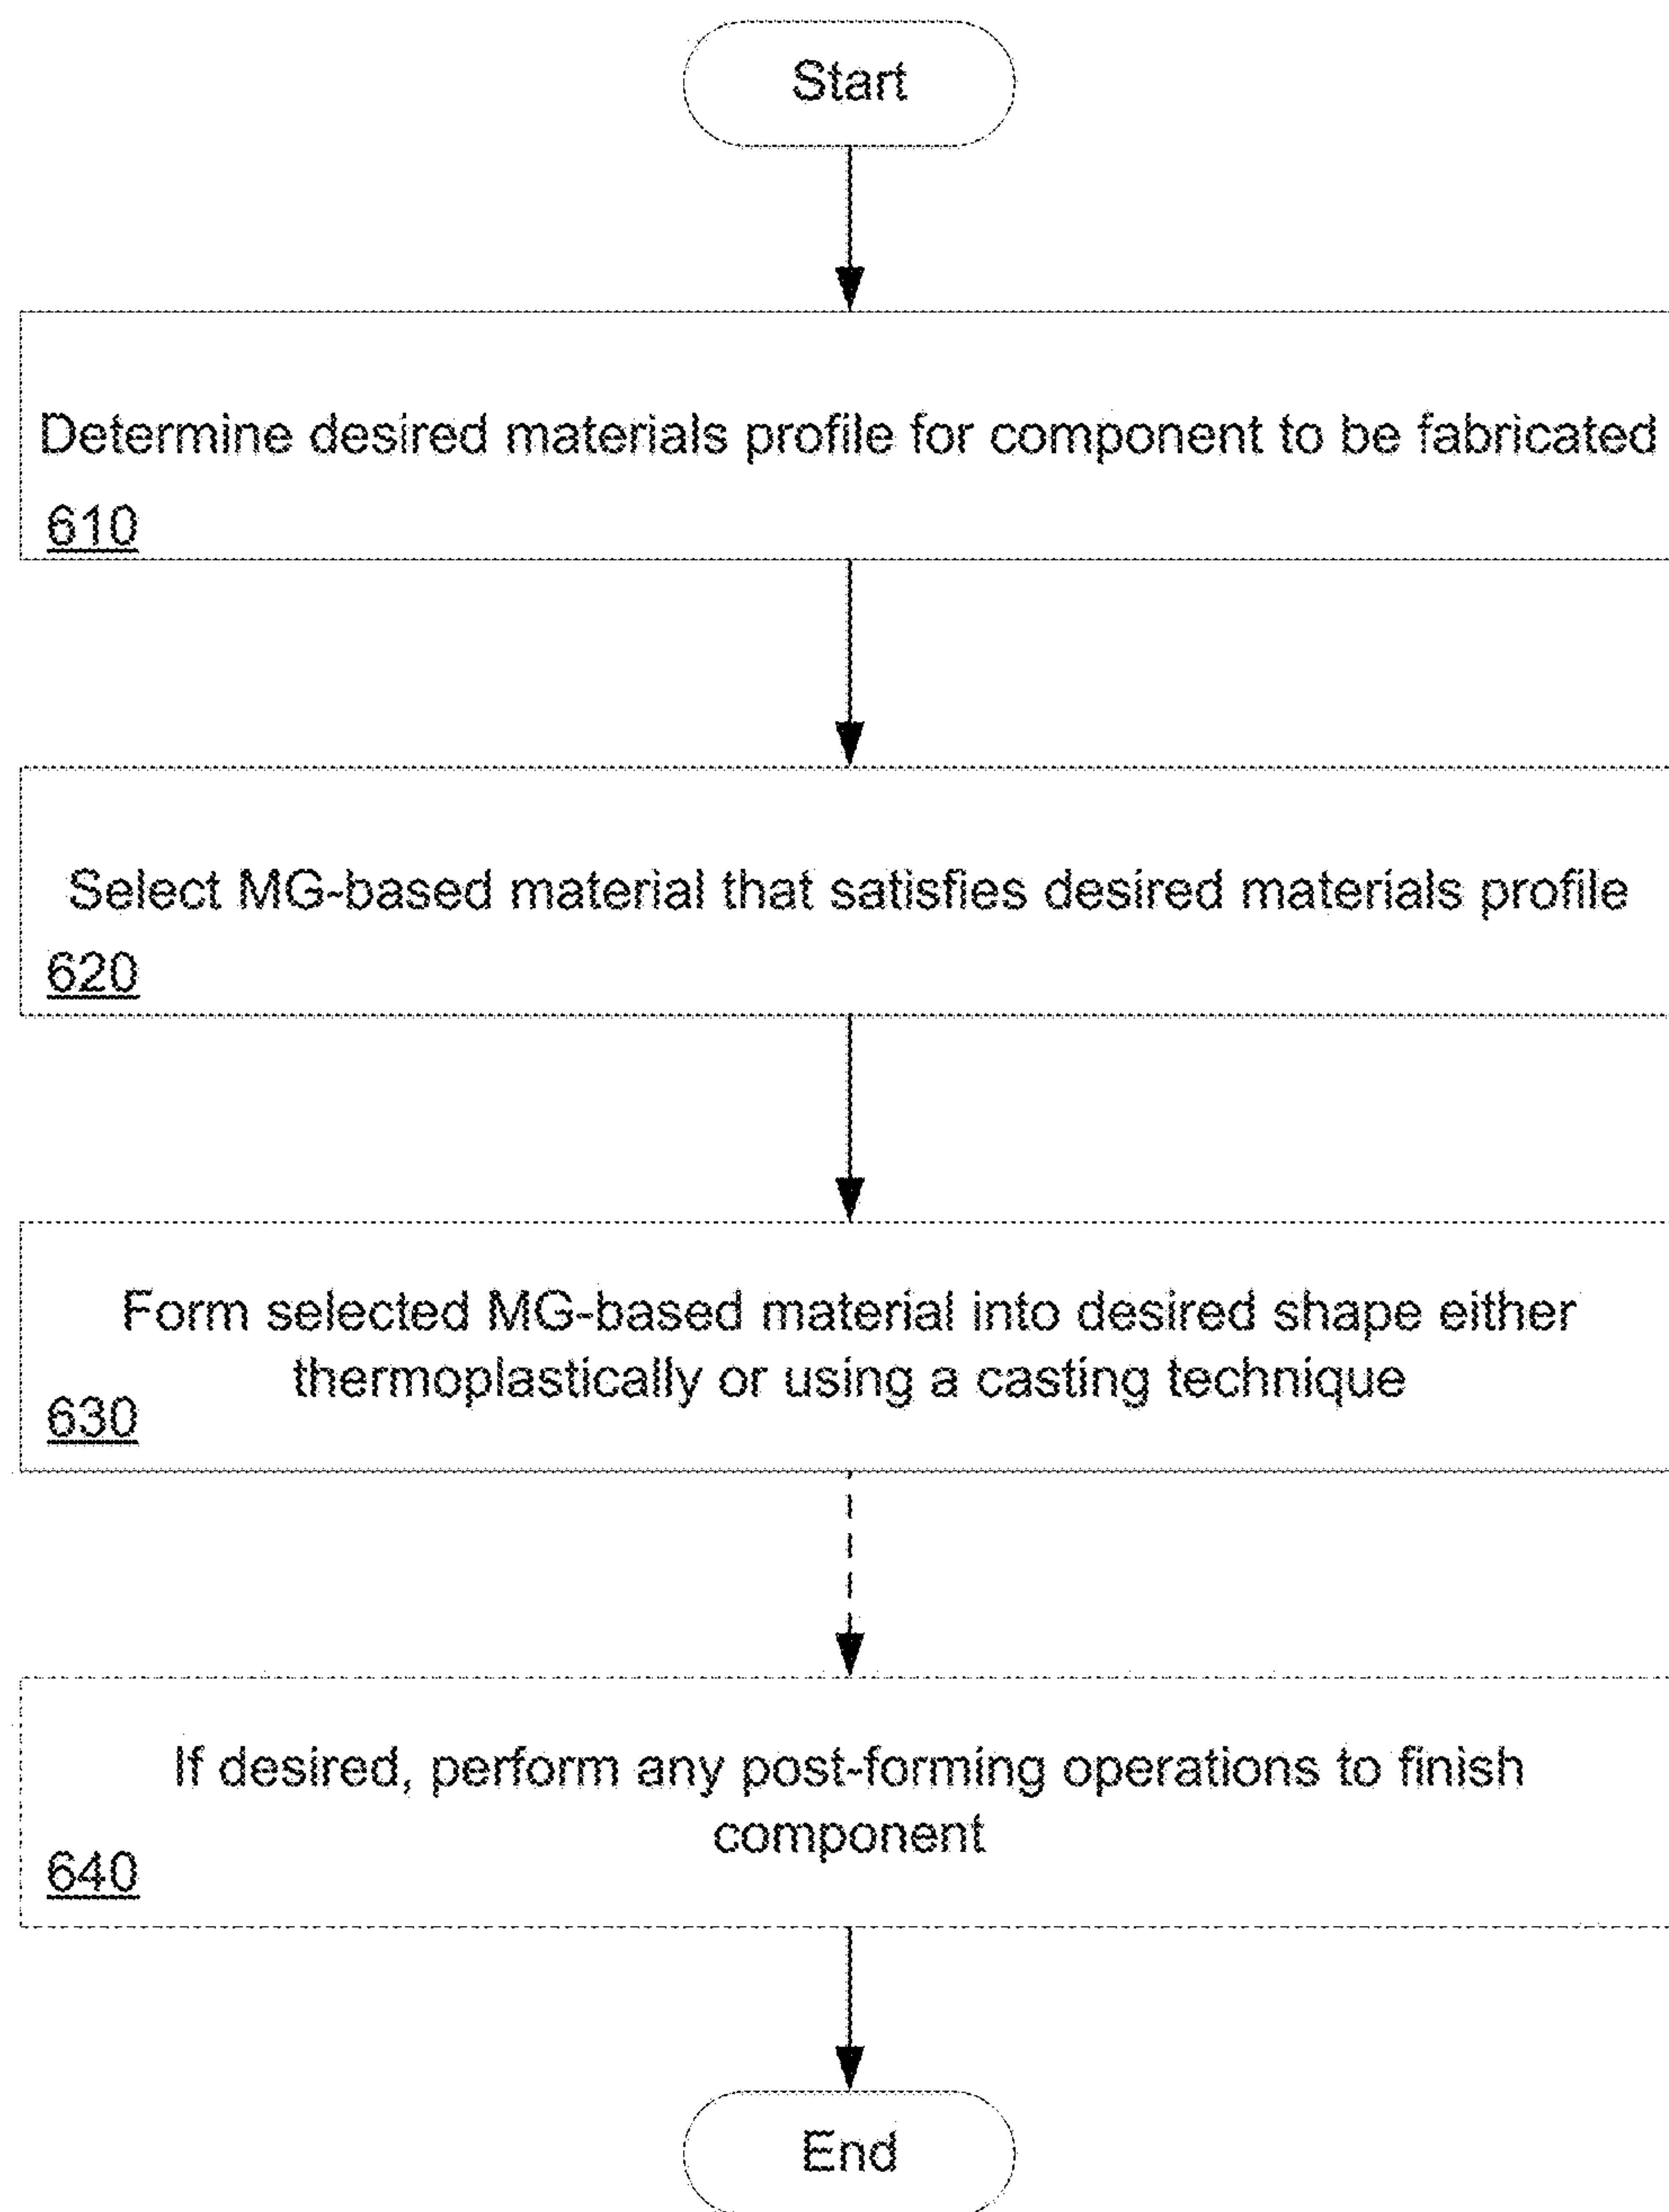 Start
Determine desired materials profile for component to be fabricated
610
Select MG-based material that satisfies desired materials profile
620
Form selected MG-based material into desired shape either
thermoplastically or using a casting technique
630
If desired, perform any post-forming operations to finish
component
640
End